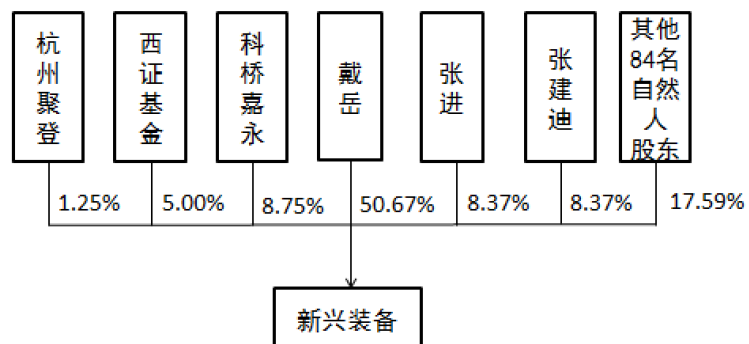 杭州聚登
西证基金
科桥嘉永
戴岳
张进
张建迪
其他
84名
自然
人
股东
1.25%
5.00%
8.75%
50.67%
8.37%
8.37%
17.59%
新兴装备